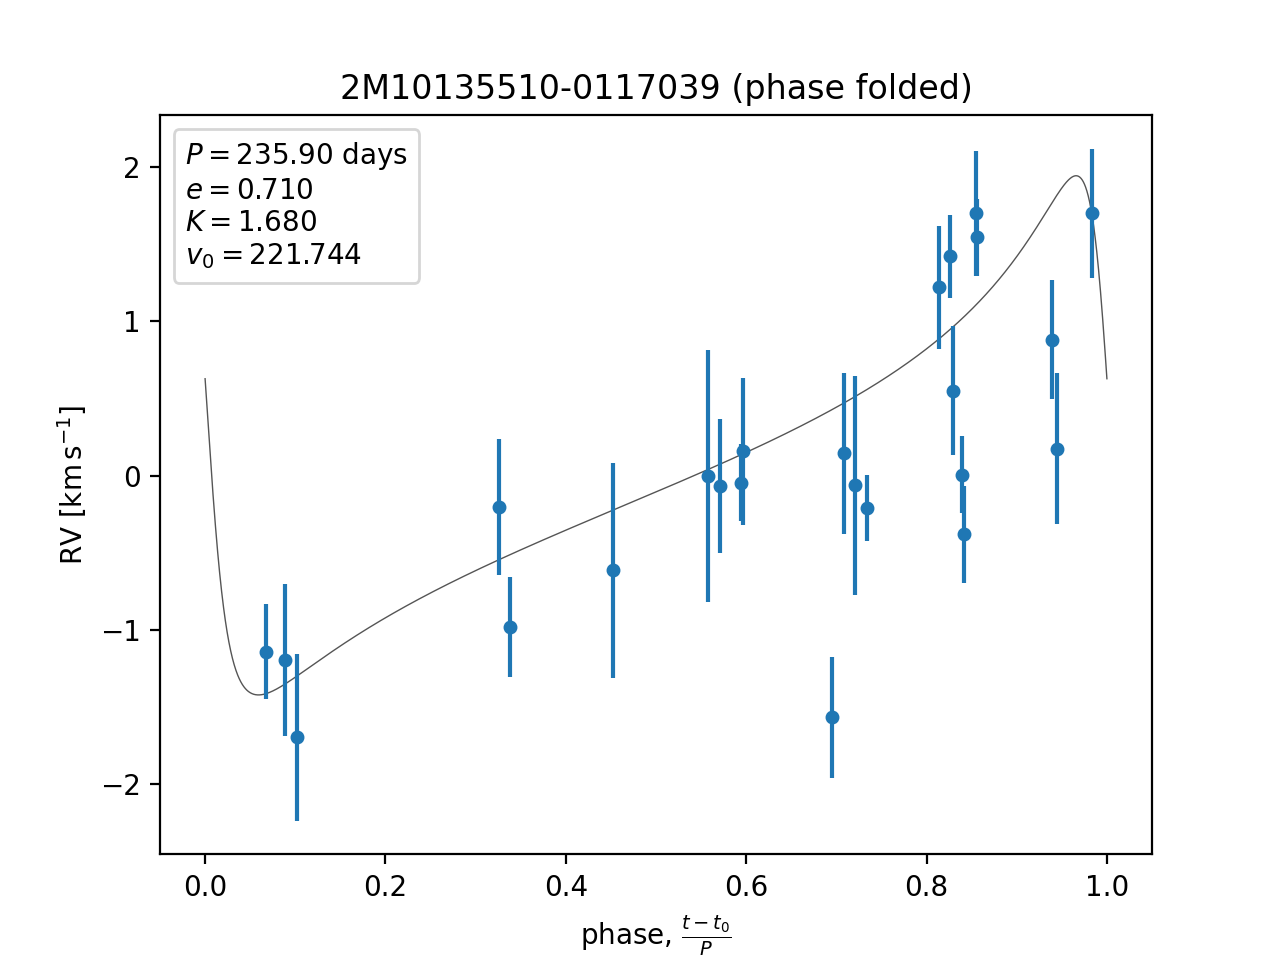 2M10135510-0117039 (phase folded)
P = 235.90 days
e = 0.710
K = 1.680
v₀ = 221.744
2
1
0
−1
−2
RV [km s⁻¹]
0.0 0.2 0.4 0.6 0.8 1.0
phase, (t − t₀)/P